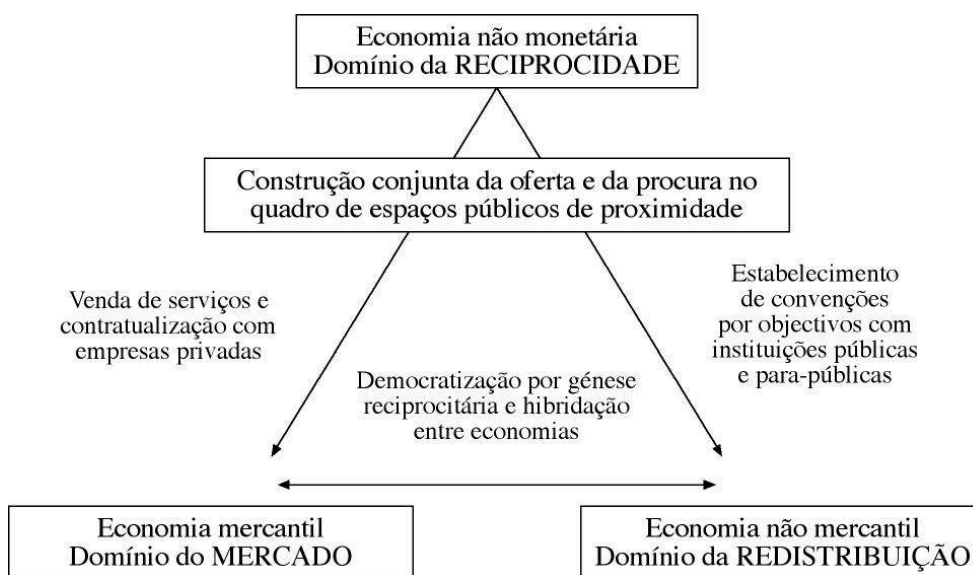 Economia não monetária
Domínio da RECIPROCIDADE
Construção conjunta da oferta e da procura no
quadro de espaços públicos de proximidade
Venda de serviços e
contratualização com
empresas privadas
Estabelecimento
de convenções
por objectivos com
instituições públicas
e para-públicas
Democratização por génese
reciprocitária e hibridação
entre economias
Economia mercantil
Domínio do MERCADO
Economia não mercantil
Domínio da REDISTRIBUIÇÃO